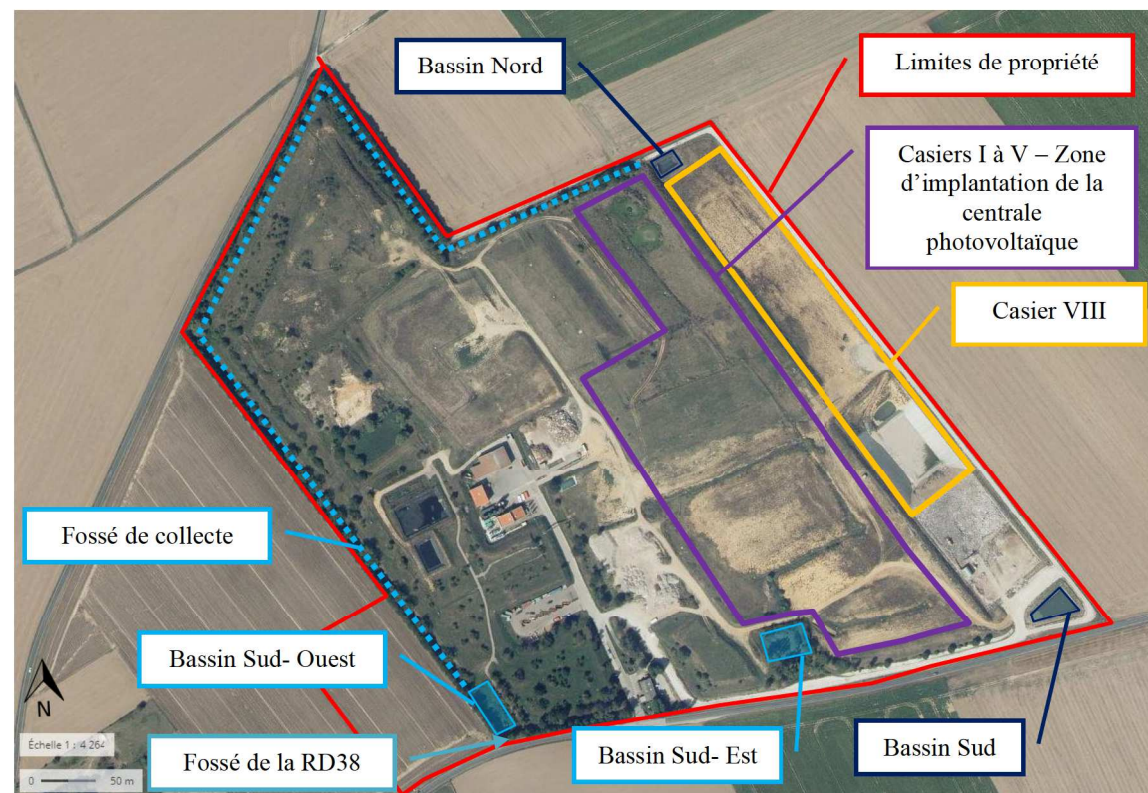 Bassin Nord
Limites de propriété
Casiers I à V – Zone
d’implantation de la
centrale
photovoltaïque
Casier VIII
Fossé de collecte
Bassin Sud- Ouest
Fossé de la RD38
Bassin Sud- Est
Bassin Sud
N
Échelle 1 : 4 264
0 50 m